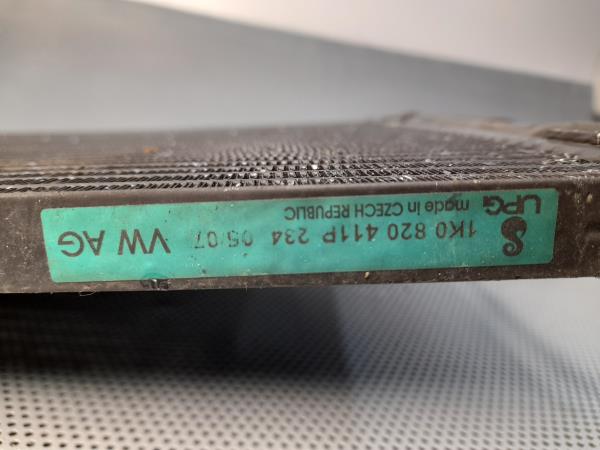 UPG made in CZECH REPUBLIC
1K0 820 411P 234 05 07 VW AG